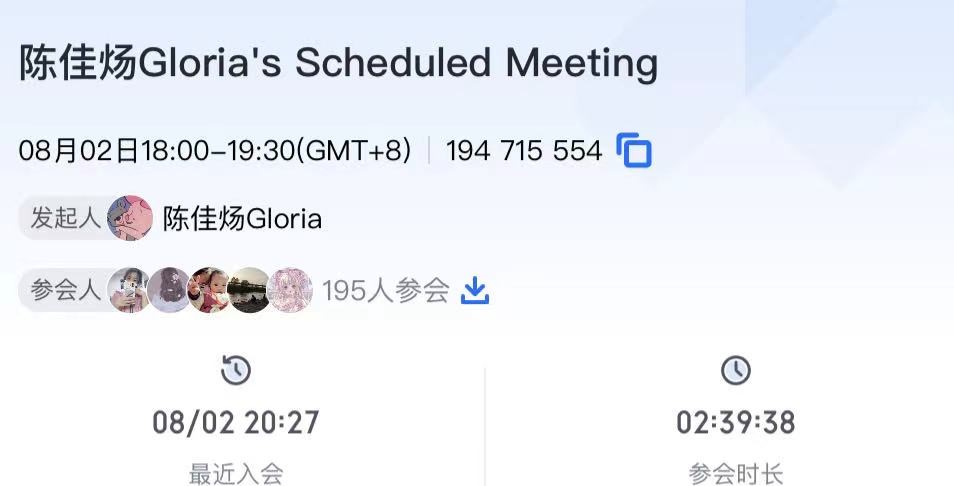 陈佳炀Gloria's Scheduled Meeting
08月02日18:00-19:30(GMT+8) 194 715 554
发起人 陈佳炀Gloria
参会人 195人参会
08/02 20:27 02:39:38
最近入会 参会时长